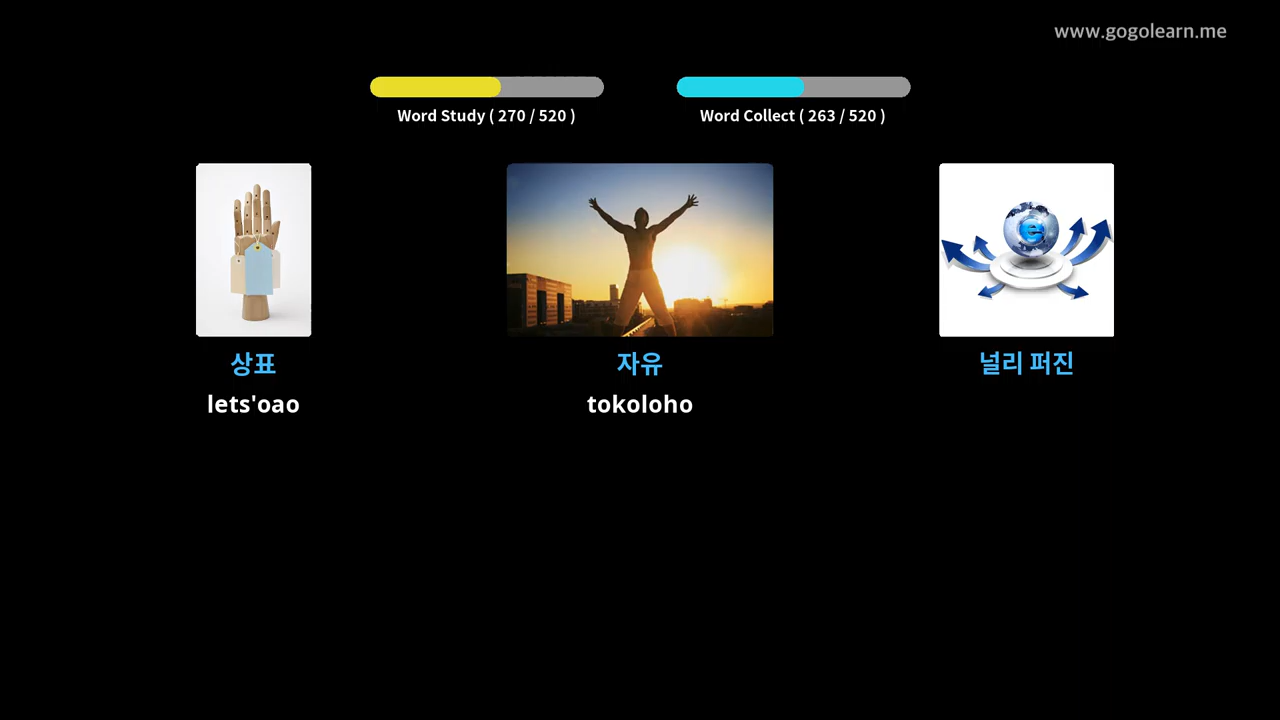 www.gogolearn.me
Word Study ( 270 / 520 )
Word Collect ( 263 / 520 )
상표
자유
널리 퍼진
lets'oao
tokoloho